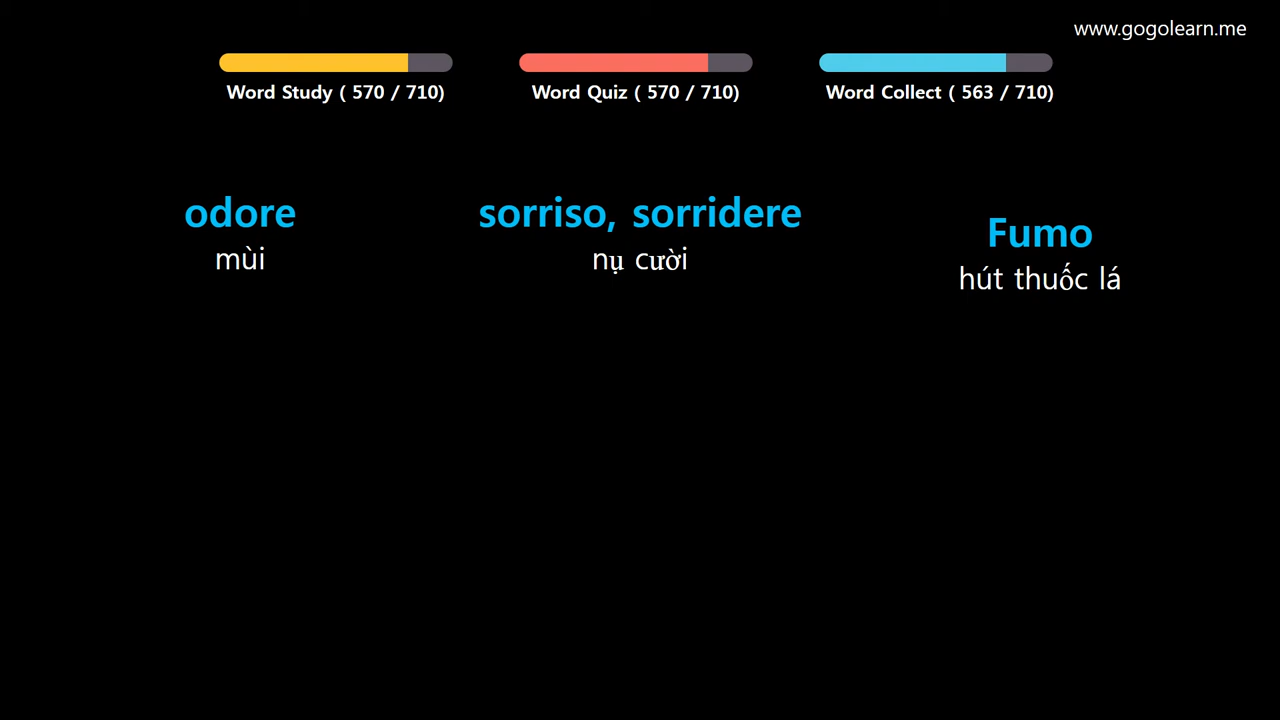 www.gogolearn.me
Word Study ( 570 / 710)
Word Quiz ( 570 / 710)
Word Collect ( 563 / 710)
odore
mùi
sorriso, sorridere
nụ cười
Fumo
hút thuốc lá